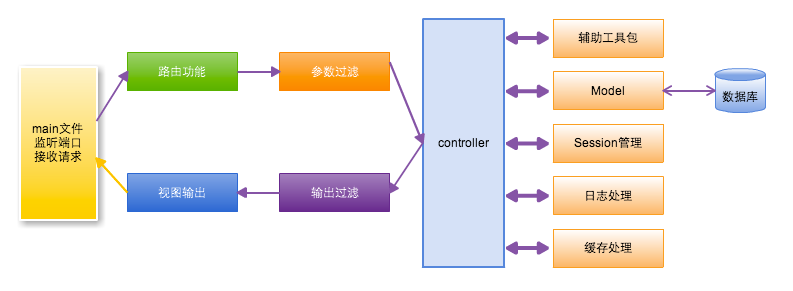 main文件
监听端口
接收请求
路由功能
参数过滤
视图输出
输出过滤
controller
辅助工具包
Model
数据库
Session管理
日志处理
缓存处理